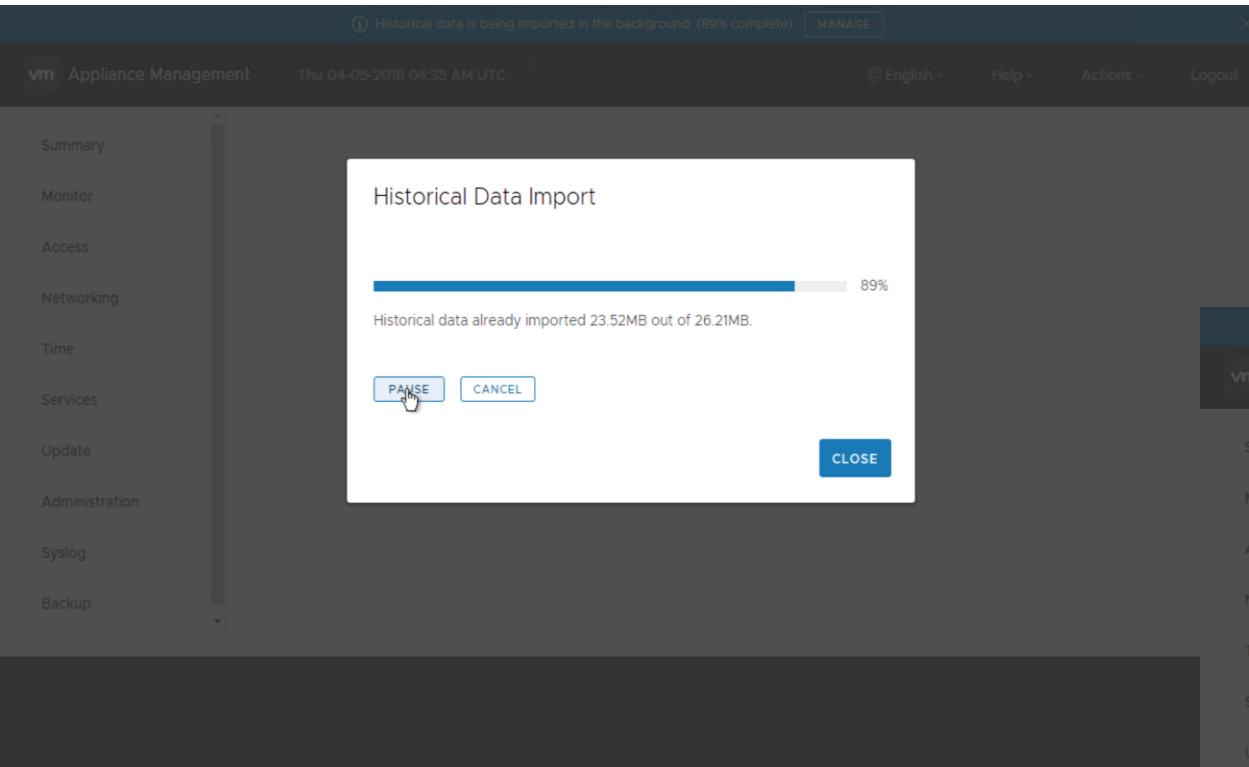 Historical data is being imported in the background. (89% complete) MANAGE
vm Appliance Management Thu 04-05-2018 04:35 AM UTC English Help Actions Logout
Summary
Monitor
Access
Networking
Time
Services
Update
Administration
Syslog
Backup
Historical Data Import
89%
Historical data already imported 23.52MB out of 26.21MB.
PAUSE CANCEL
CLOSE